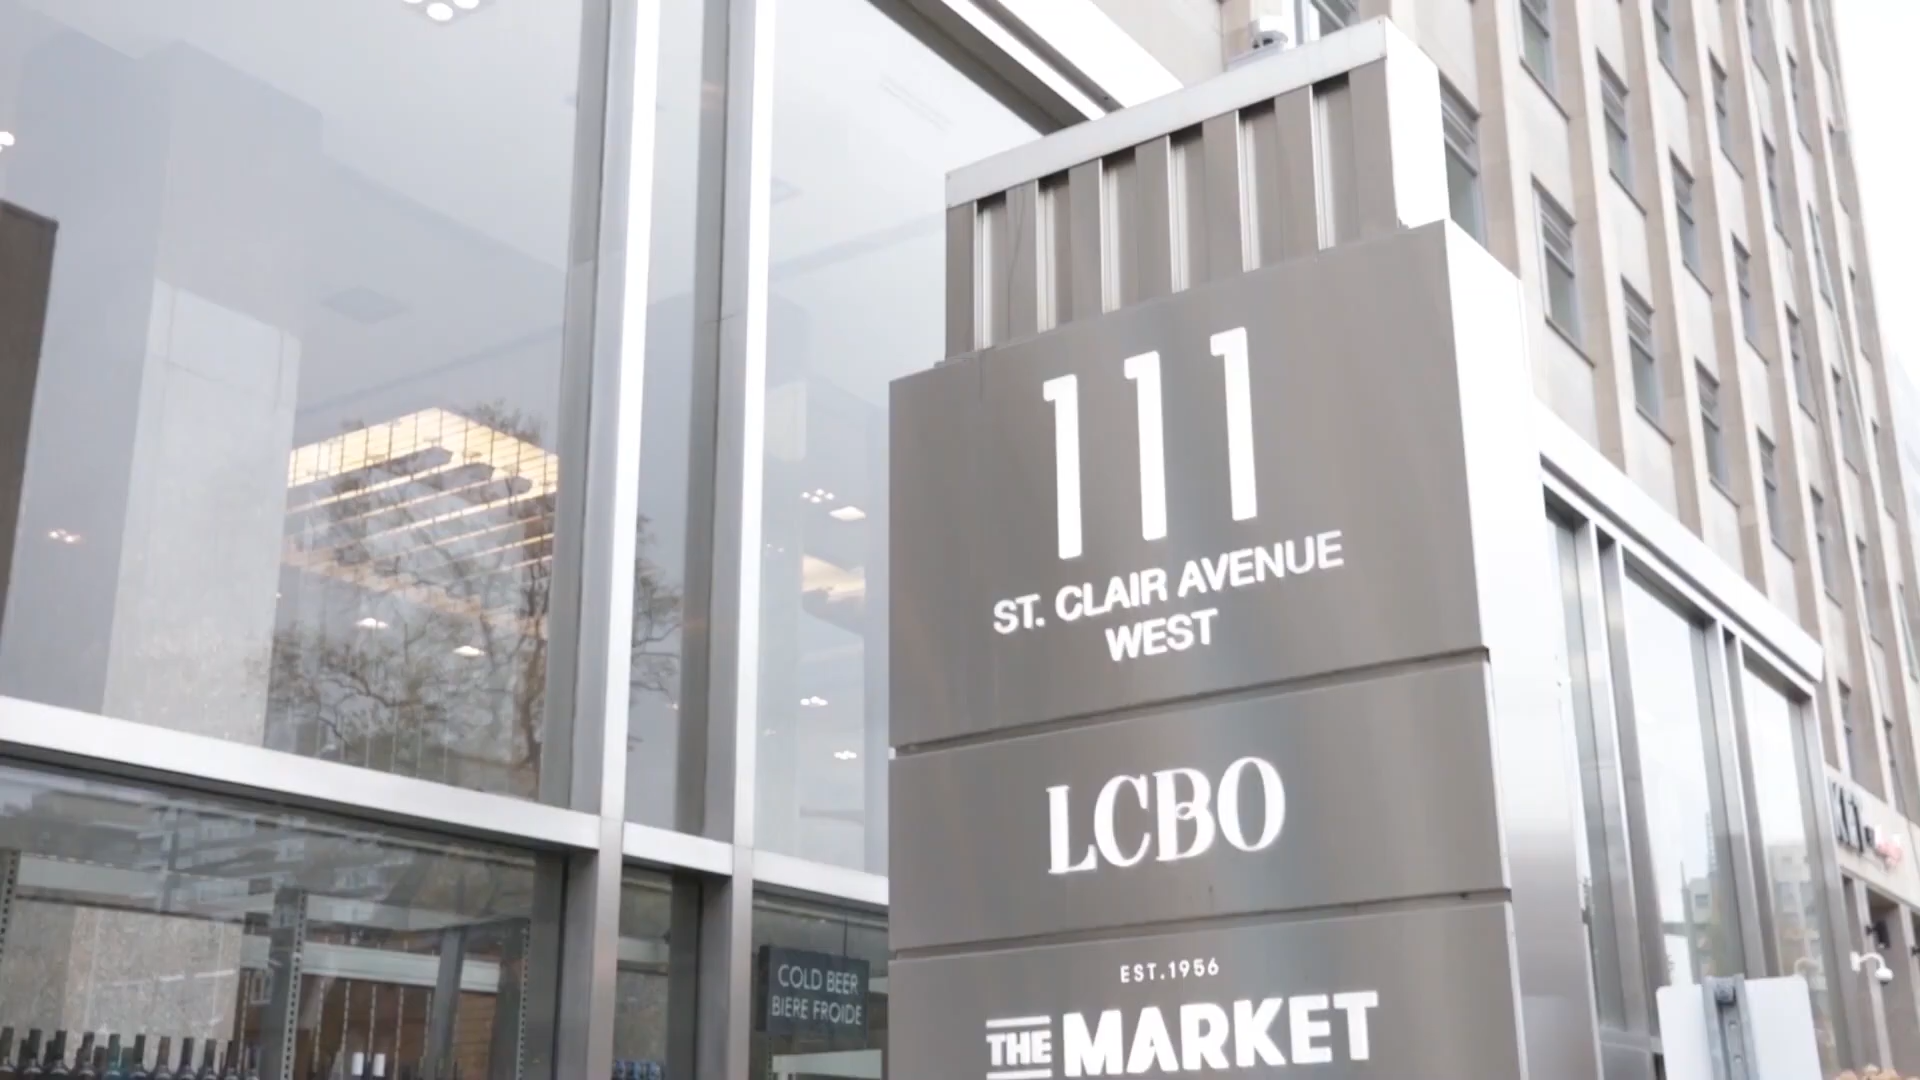 111
ST. CLAIR AVENUE
WEST
LCBO
EST.1956
THE MARKET
COLD BEER
BIERE FROIDE